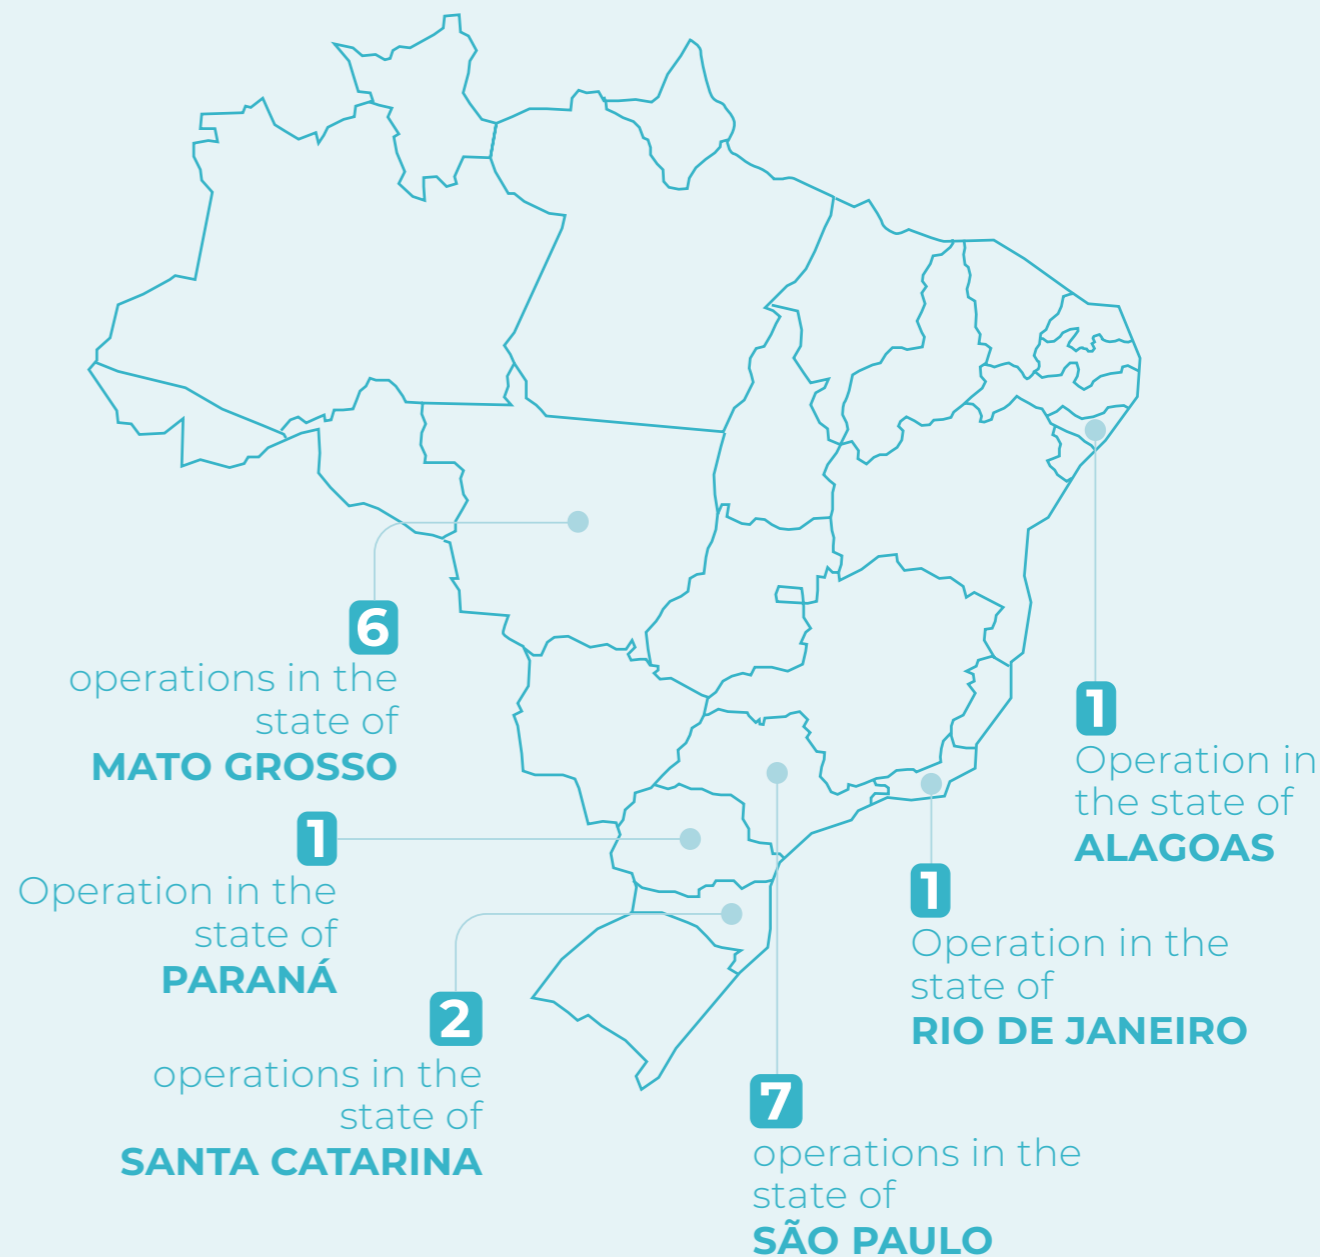 6
operations in the
state of
MATO GROSSO
1
Operation in the
state of
PARANÁ
2
operations in the
state of
SANTA CATARINA
7
operations in the
state of
SÃO PAULO
1
Operation in the
state of
RIO DE JANEIRO
1
Operation in
the state of
ALAGOAS